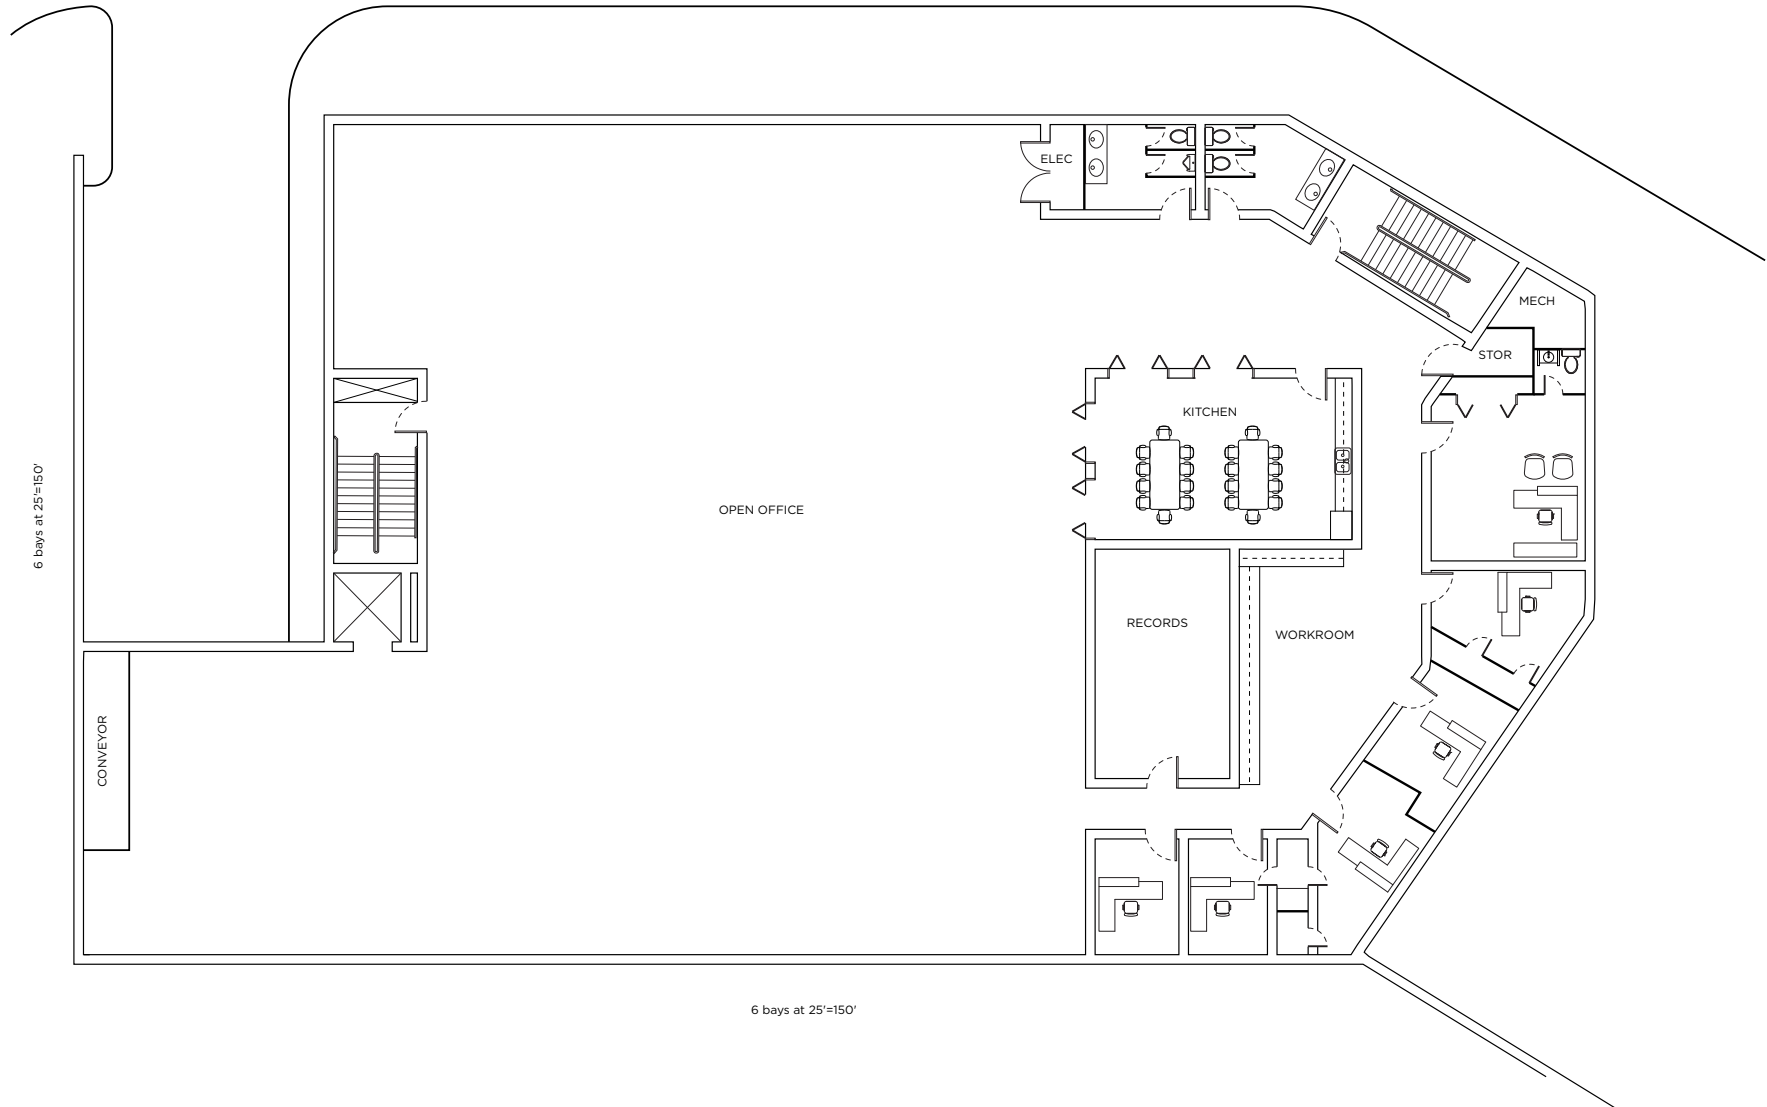 ELEC
MECH
STOR
KITCHEN
6 bays at 25'=150'
OPEN OFFICE
RECORDS
WORKROOM
CONVEYOR
6 bays at 25'=150'